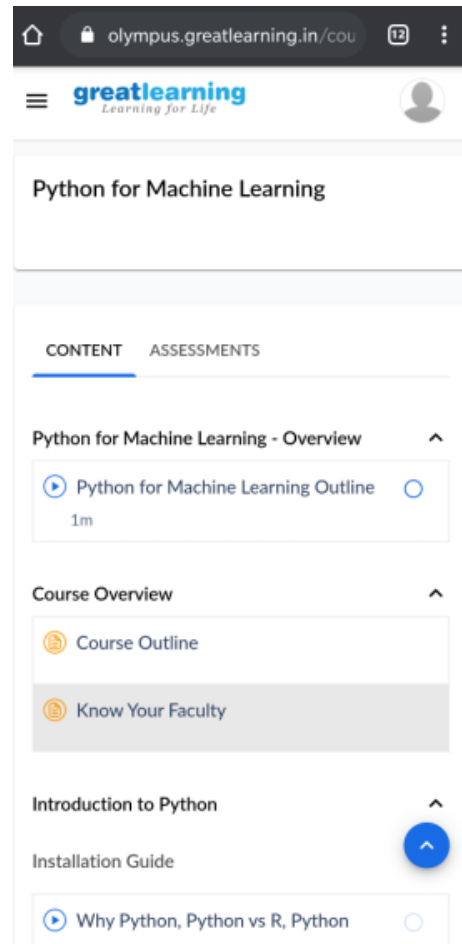 olympus.greatlearning.in/cou
12
greatlearning
Learning for Life
Python for Machine Learning
CONTENT ASSESSMENTS
Python for Machine Learning - Overview
Python for Machine Learning Outline
1m
Course Overview
Course Outline
Know Your Faculty
Introduction to Python
Installation Guide
Why Python, Python vs R, Python